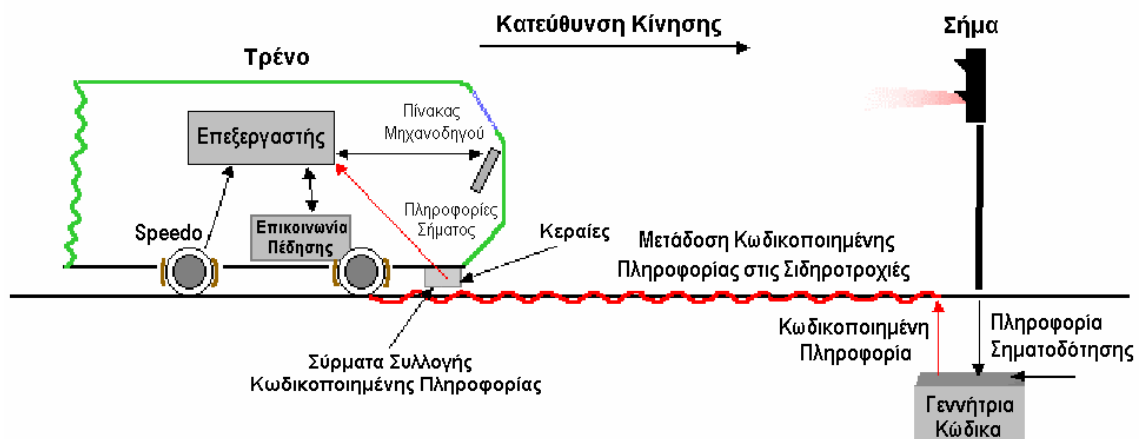 Κατεύθυνση Κίνησης
Σήμα
Τρένο
Πίνακας
Μηχανοδηγού
Επεξεργαστής
Πληροφορίες
Σήματος
Speedo
Επικοινωνία
Πέδησης
Κεραίες
Μετάδοση Κωδικοποιημένης
Πληροφορίας στις Σιδηροτροχιές
Κωδικοποιημένη
Πληροφορία
Πληροφορία
Σηματοδότησης
Σύρματα Συλλογής
Κωδικοποιημένης Πληροφορίας
Γεννήτρια
Κώδικα